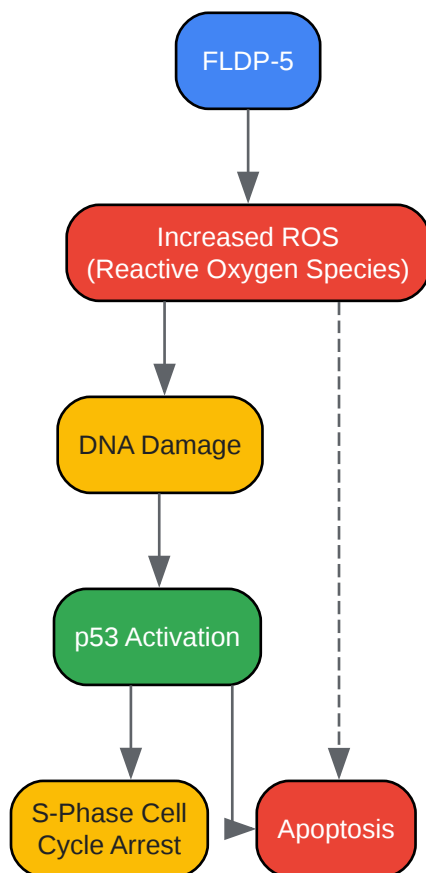 FLDP-5
Increased ROS
(Reactive Oxygen Species)
DNA Damage
p53 Activation
S-Phase Cell
Cycle Arrest
Apoptosis